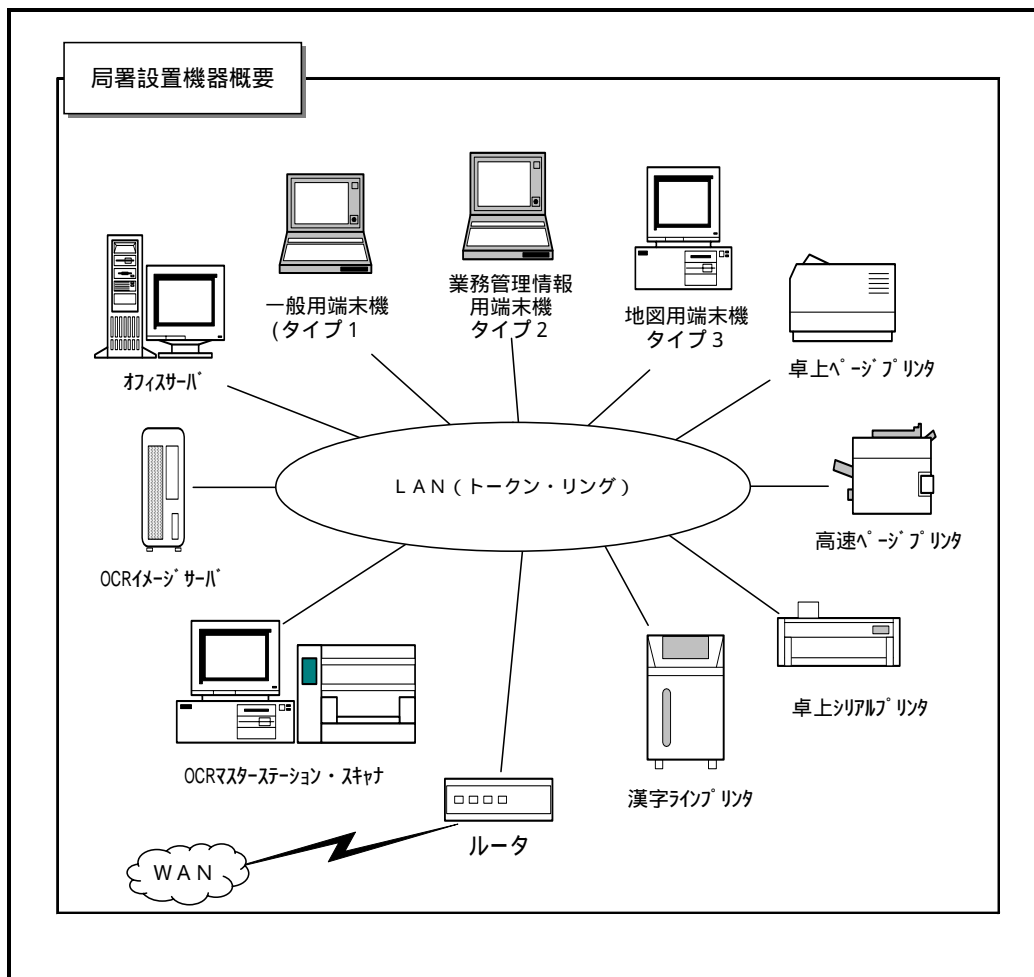 局署設置機器概要
一般用端末機
(タイプ1
業務管理情報
用端末機
タイプ2
地図用端末機
タイプ3
卓上ﾍﾟｰｼﾞﾌﾟﾘﾝﾀ
ｵﾌｨｽｻｰﾊﾞ
LAN(トークン・リング)
高速ﾍﾟｰｼﾞﾌﾟﾘﾝﾀ
OCRｲﾒｰｼﾞｻｰﾊﾞ
卓上ｼﾘｱﾙﾌﾟﾘﾝﾀ
OCRﾏｽﾀｰｽﾃｰｼｮﾝ・ｽｷｬﾅ
漢字ﾗｲﾝﾌﾟﾘﾝﾀ
ルータ
WAN